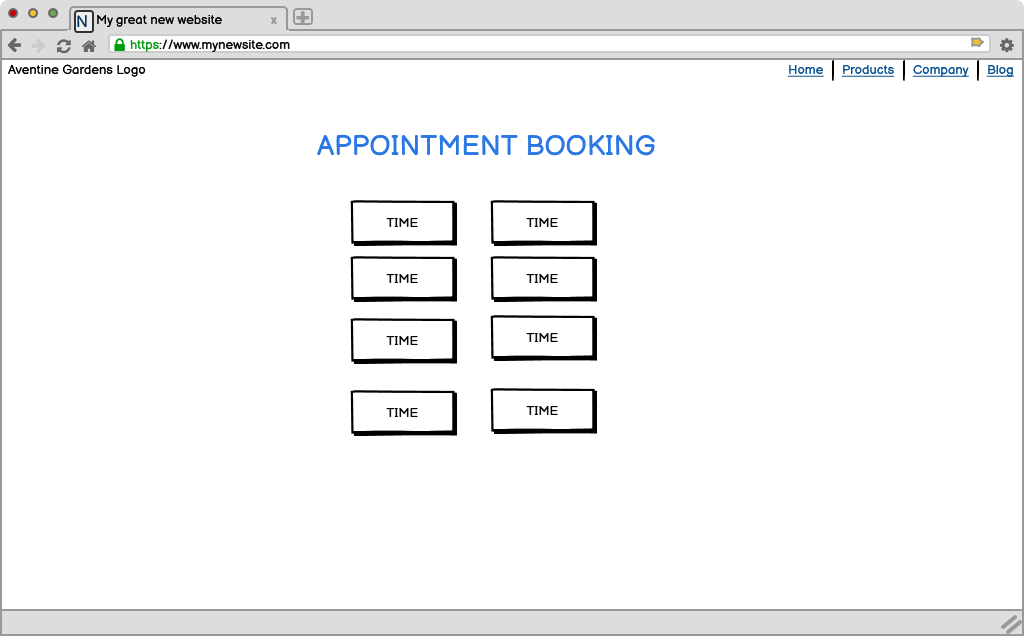 N My great new website x
https://www.mynewsite.com
Aventine Gardens Logo Home Products Company Blog
APPOINTMENT BOOKING
TIME TIME
TIME TIME
TIME TIME
TIME TIME